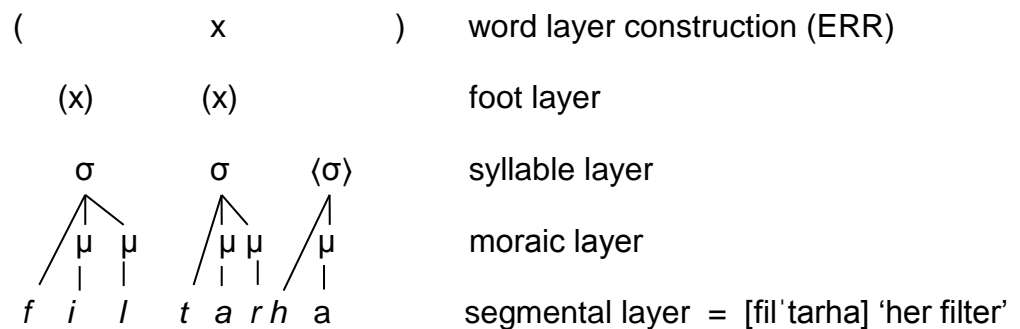 ( x ) word layer construction (ERR)
(x) (x) foot layer
σ σ ⟨σ⟩ syllable layer
μ μ μ μ μ moraic layer
f i l t a r h a segmental layer = [filˈtarha] ‘her filter’